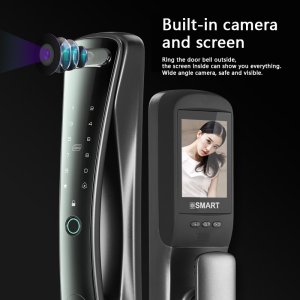 Built-in camera
and screen
Ring the door bell outside,
the screen inside can show you everything.
Wide angle camera, safe and visible.
SMART